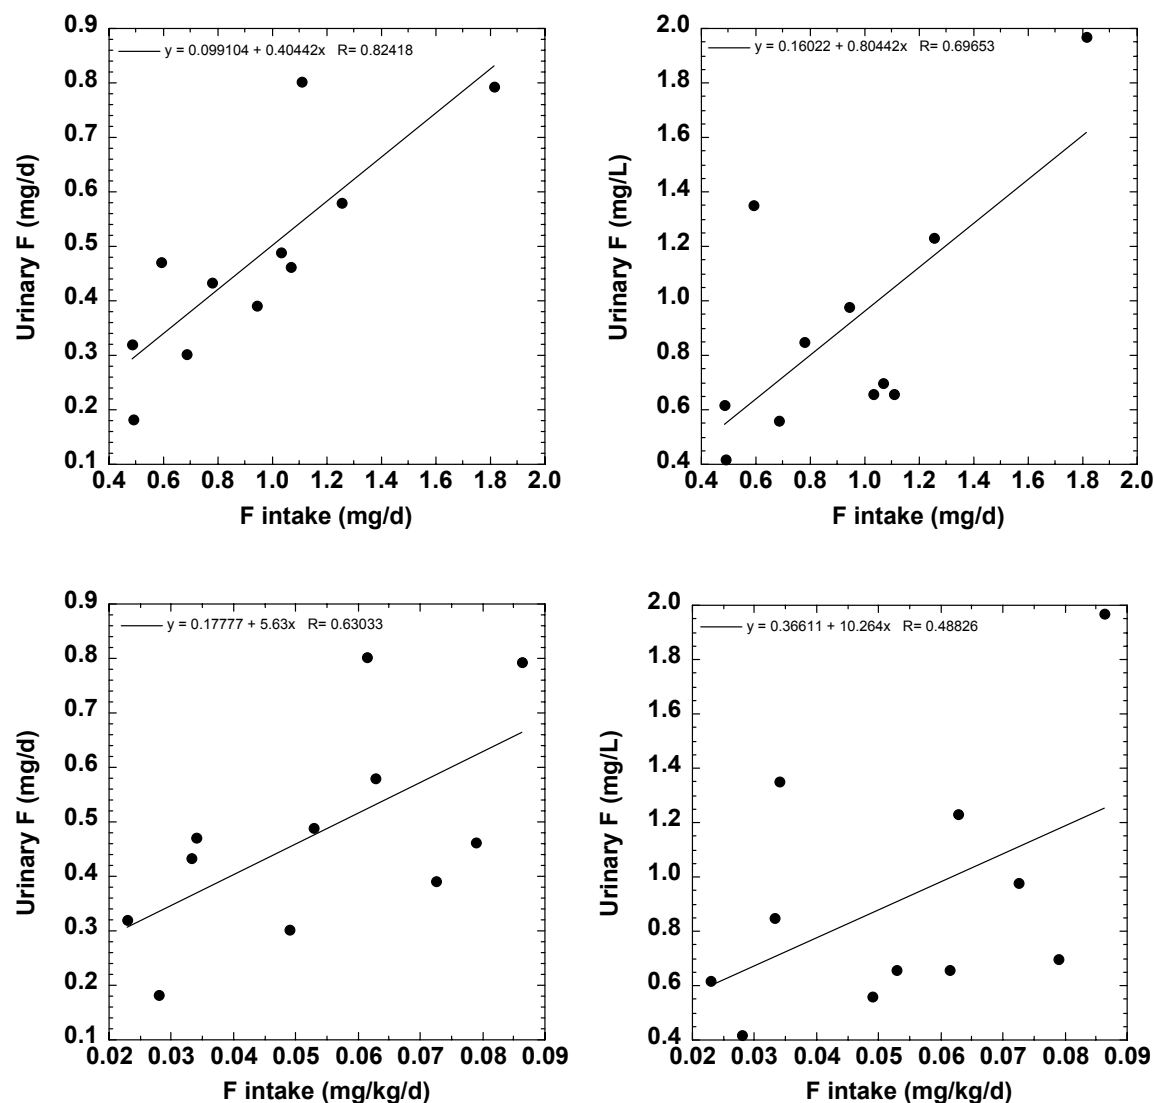 y = 0.099104 + 0.40442x R= 0.82418
0.9
0.8
0.7
0.6
0.5
0.4
0.3
0.2
0.1
Urinary F (mg/d)
0.4 0.6 0.8 1.0 1.2 1.4 1.6 1.8 2.0
F intake (mg/d)
y = 0.16022 + 0.80442x R= 0.69653
2.0
1.8
1.6
1.4
1.2
1.0
0.8
0.6
0.4
Urinary F (mg/L)
0.4 0.6 0.8 1.0 1.2 1.4 1.6 1.8 2.0
F intake (mg/d)
y = 0.17777 + 5.63x R= 0.63033
0.9
0.8
0.7
0.6
0.5
0.4
0.3
0.2
0.1
Urinary F (mg/d)
0.02 0.03 0.04 0.05 0.06 0.07 0.08 0.09
F intake (mg/kg/d)
y = 0.36611 + 10.264x R= 0.48826
2.0
1.8
1.6
1.4
1.2
1.0
0.8
0.6
0.4
Urinary F (mg/L)
0.02 0.03 0.04 0.05 0.06 0.07 0.08 0.09
F intake (mg/kg/d)